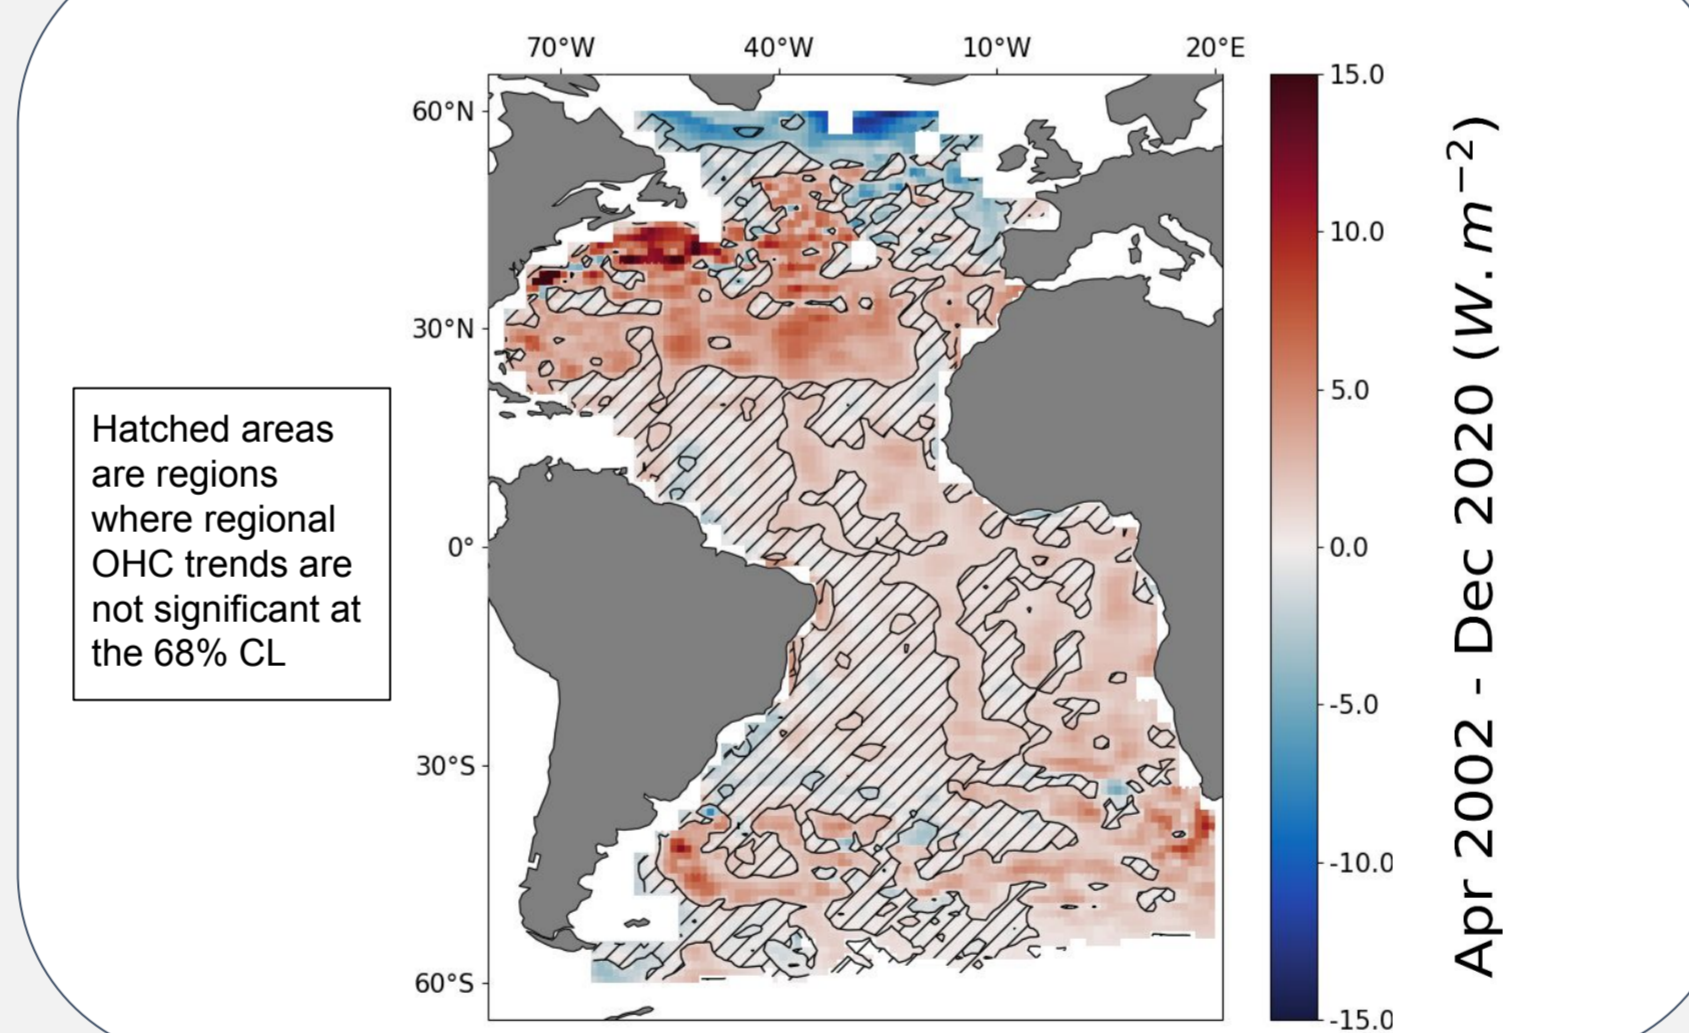 70°W 40°W 10°W 20°E
60°N
30°N
0°
30°S
60°S
Hatched areas
are regions
where regional
OHC trends are
not significant at
the 68% CL
15.0
10.0
5.0
0.0
-5.0
-10.0
-15.0
Apr 2002 - Dec 2020 (W.m⁻²)